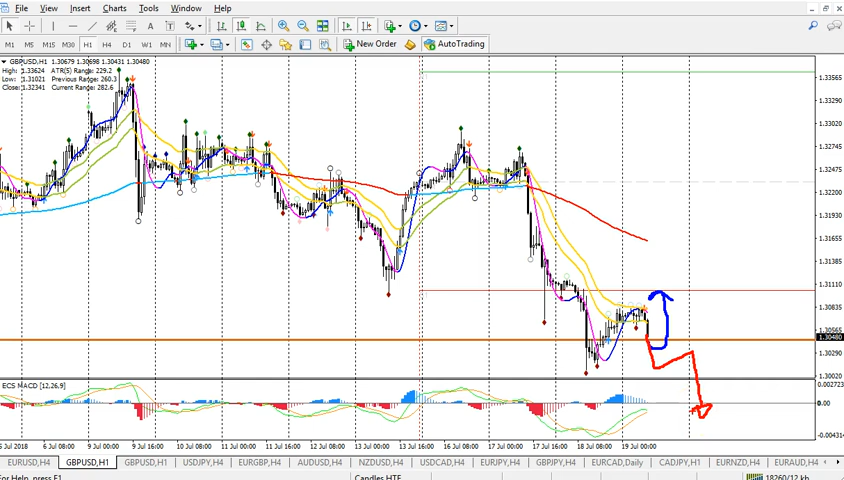 File View Insert Charts Tools Window Help
New Order AutoTrading
A T
M1 M5 M15 M30 H1 H4 D1 W1 MN
GBPUSD,H1 1.30679 1.30698 1.30431 1.30480
High: 1.33624 ATR(5) Range: 229.2
Low: 1.31021 Previous Range: 260.3
Close: 1.32341 Current Range: 282.6
1.33565
1.33290
1.33020
1.32745
1.32475
1.32200
1.31930
1.31655
1.31385
1.31110
1.30835
1.30565
1.30480
1.30290
1.30020
ECS MACD (12,26,9)
0.002723
0.00
-0.00431
5 Jul 2018 6 Jul 08:00 9 Jul 08:00 9 Jul 16:00 10 Jul 08:00 11 Jul 00:00 11 Jul 16:00 12 Jul 08:00 13 Jul 00:00 13 Jul 16:00 16 Jul 08:00 17 Jul 00:00 17 Jul 16:00 18 Jul 08:00 19 Jul 00:00
EURUSD,H4 GBPUSD,H1 GBPUSD,H1 USDJPY,H4 EURGBP,H4 AUDUSD,H4 NZDUSD,H4 USDCAD,H4 EURJPY,H4 GBPJPY,H4 EURCAD,Daily CADJPY,H1 EURNZD,H4 EURAUD,H4
For Help, press F1 Candles HTF 18260/12 kb